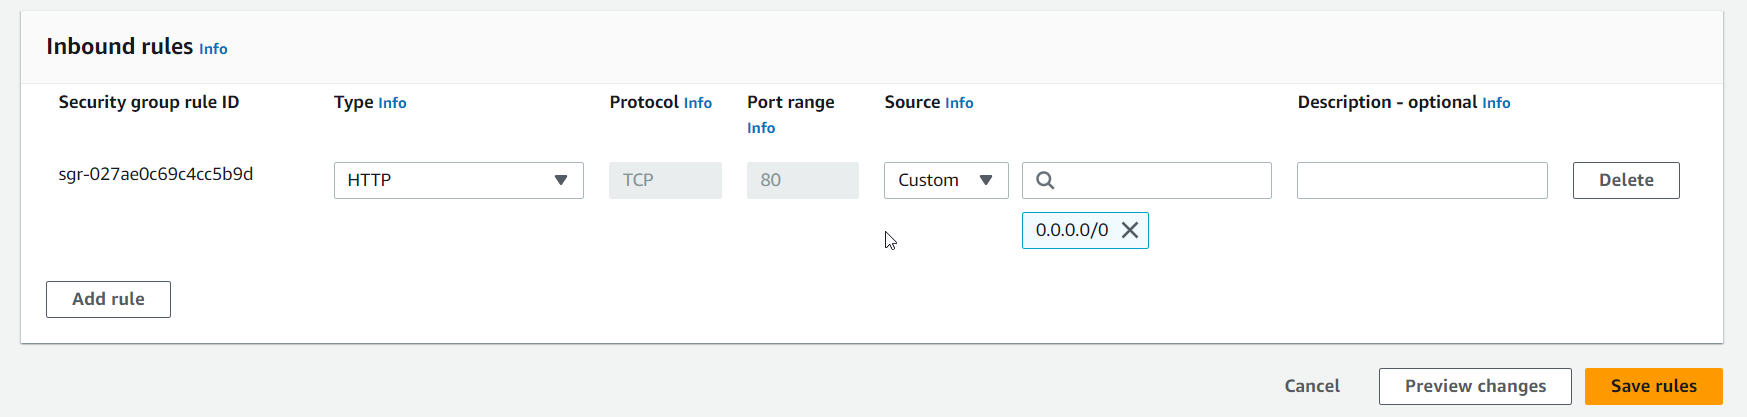 Inbound rules Info
Security group rule ID Type Info Protocol Info Port range Info Source Info Description - optional Info
sgr-027ae0c69c4cc5b9d HTTP TCP 80 Custom Delete
0.0.0.0/0
Add rule
Cancel Preview changes Save rules